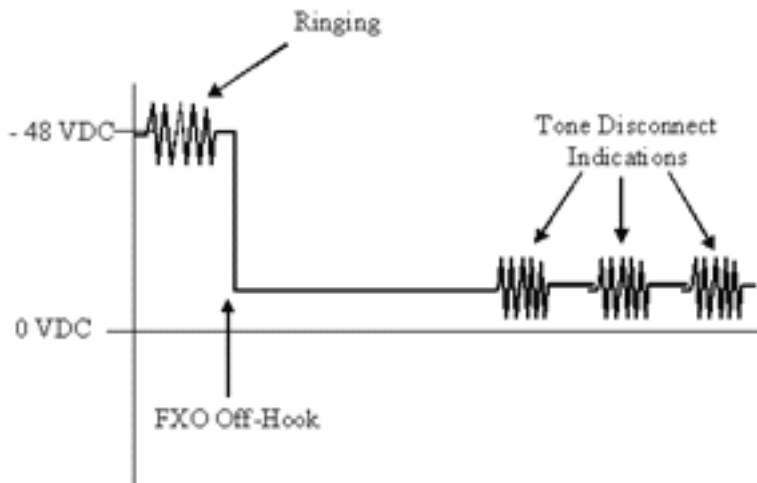 Ringing
- 48 VDC
Tone Disconnect
Indications
0 VDC
FXO Off-Hook